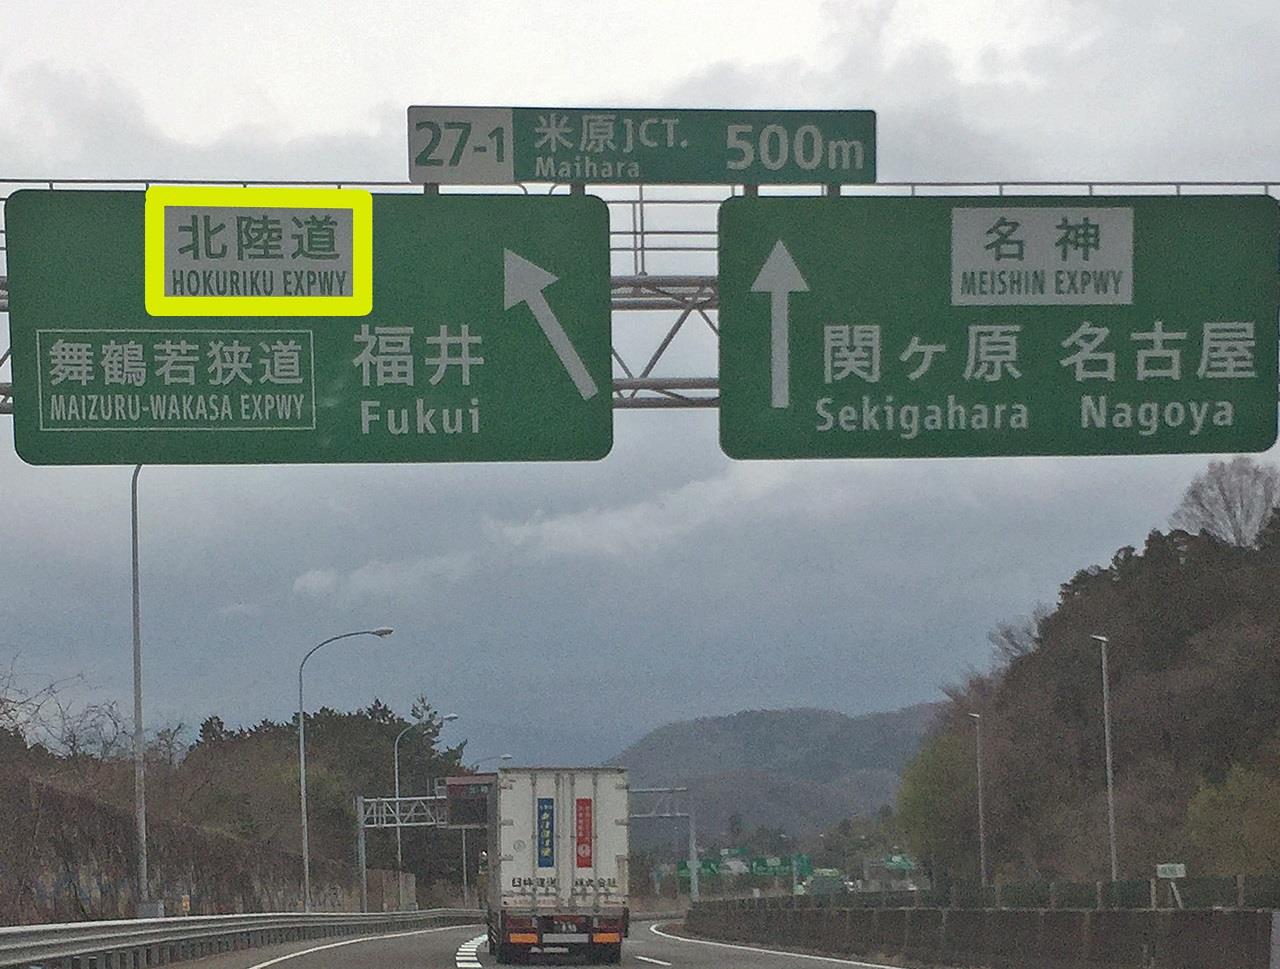 27-1 米原JCT. 500m
Maihara
北陸道
HOKURIKU EXPWY
舞鶴若狭道 福井
MAIZURU-WAKASA EXPWY Fukui
名神
MEISHIN EXPWY
関ヶ原 名古屋
Sekigahara Nagoya